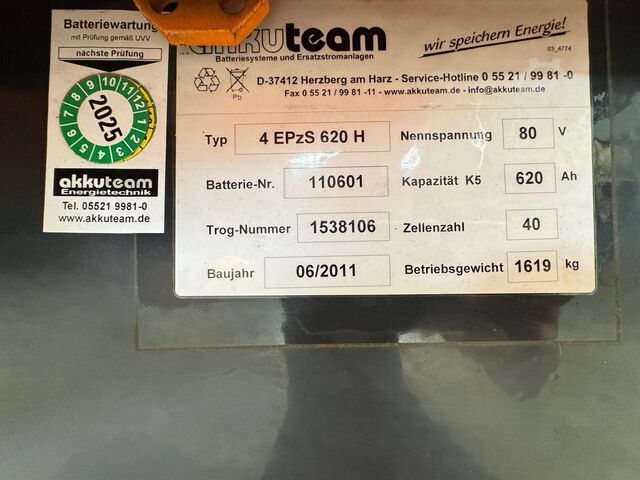 Batteriewartung
mit Prüfung gemäß UVV
nächste Prüfung
1 2 3 4 5 6 7 8 9 10 11 12
2025
akkuteam
Energietechnik
Tel. 05521 9981-0
www.akkuteam.de
akkuteam
Batteriesysteme und Ersatzstromanlagen
wir speichern Energie!
03_4774
Pb
D-37412 Herzberg am Harz - Service-Hotline 0 55 21 / 99 81 -0
Fax 0 55 21 / 99 81 -11 - www.akkuteam.de - info@akkuteam.de
Typ 4 EPzS 620 H Nennspannung 80 V
Batterie-Nr. 110601 Kapazität K5 620 Ah
Trog-Nummer 1538106 Zellenzahl 40
Baujahr 06/2011 Betriebsgewicht 1619 kg